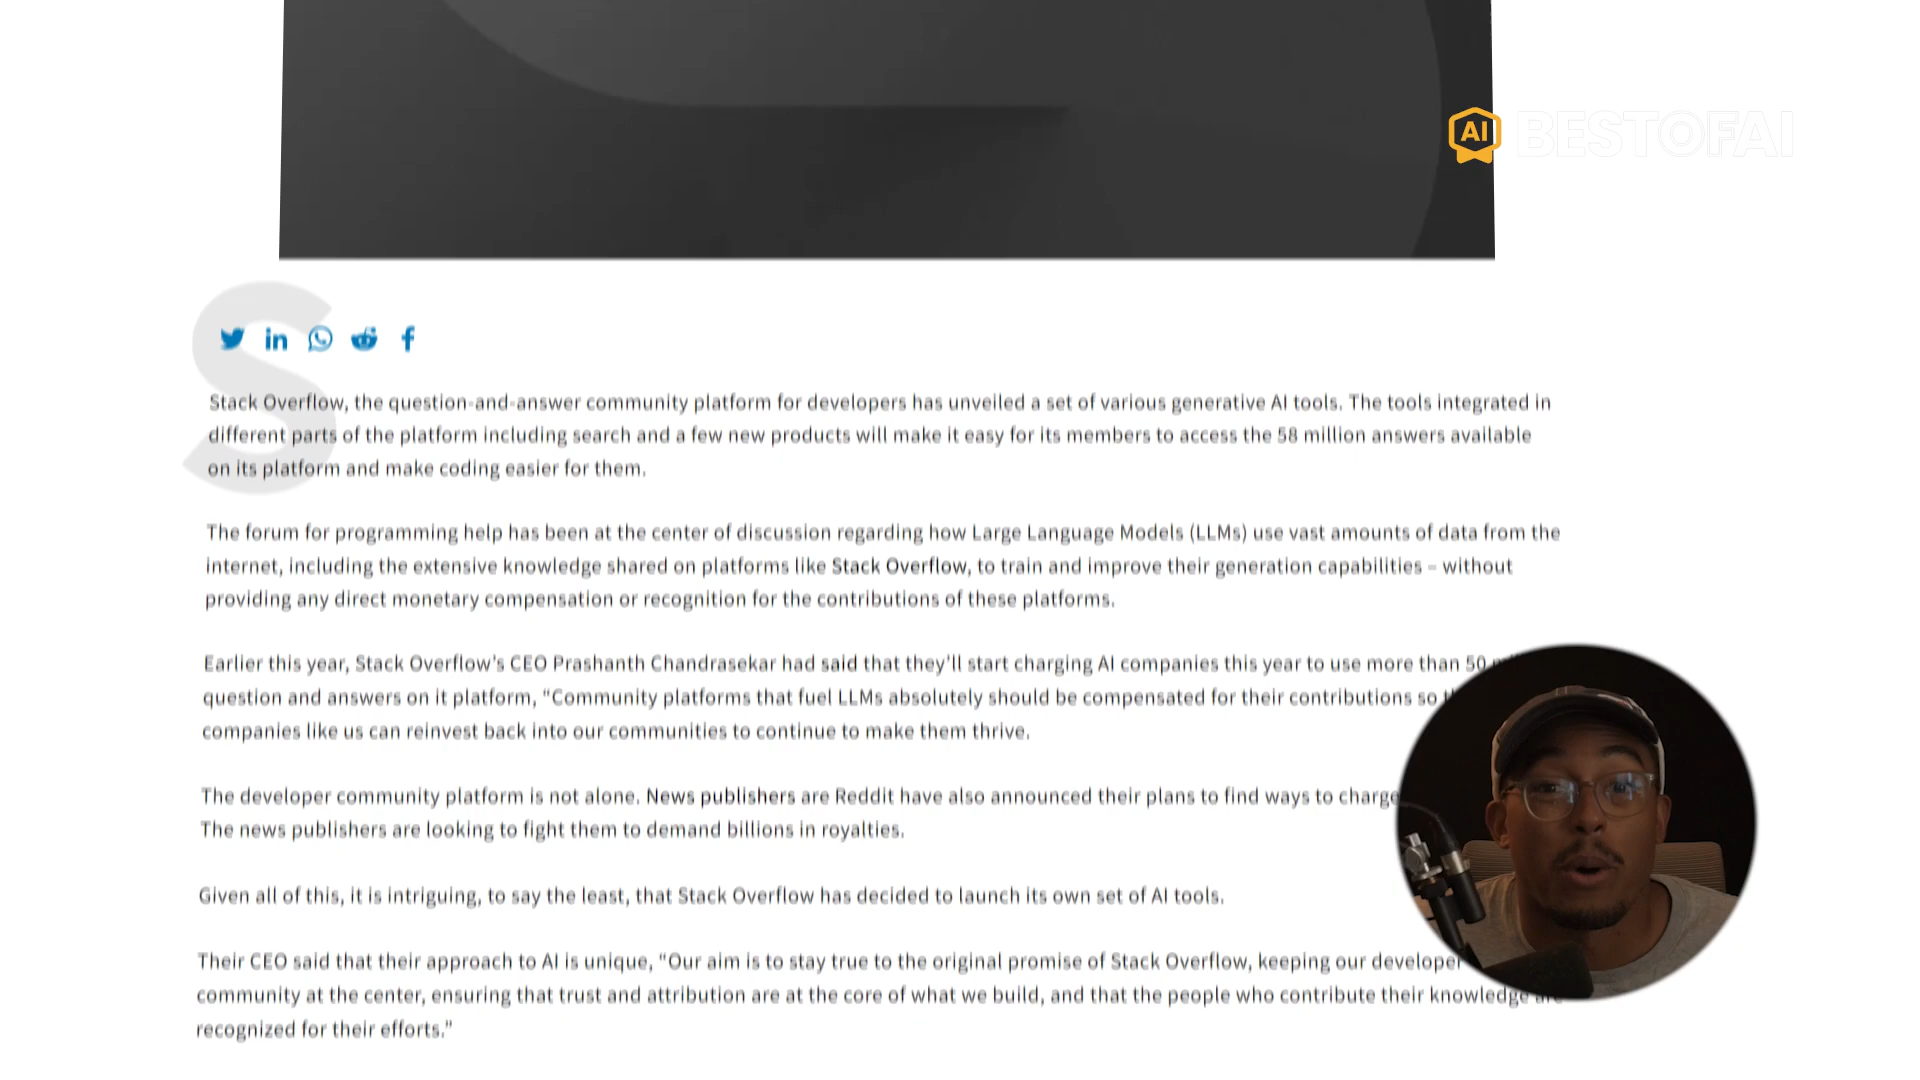 AI BESTOFAI
S
Stack Overflow, the question-and-answer community platform for developers has unveiled a set of various generative AI tools. The tools integrated in
different parts of the platform including search and a few new products will make it easy for its members to access the 58 million answers available
on its platform and make coding easier for them.
The forum for programming help has been at the center of discussion regarding how Large Language Models (LLMs) use vast amounts of data from the
internet, including the extensive knowledge shared on platforms like Stack Overflow, to train and improve their generation capabilities – without
providing any direct monetary compensation or recognition for the contributions of these platforms.
Earlier this year, Stack Overflow’s CEO Prashanth Chandrasekar had said that they’ll start charging AI companies this year to use more than 50
question and answers on it platform, “Community platforms that fuel LLMs absolutely should be compensated for their contributions so
companies like us can reinvest back into our communities to continue to make them thrive.
The developer community platform is not alone. News publishers are Reddit have also announced their plans to find ways to charge
The news publishers are looking to fight them to demand billions in royalties.
Given all of this, it is intriguing, to say the least, that Stack Overflow has decided to launch its own set of AI tools.
Their CEO said that their approach to AI is unique, “Our aim is to stay true to the original promise of Stack Overflow, keeping our developer
community at the center, ensuring that trust and attribution are at the core of what we build, and that the people who contribute their knowledge
recognized for their efforts.”